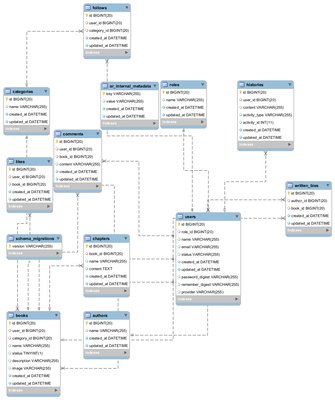 follows
id BIGINT(20)
user_id BIGINT(20)
category_id BIGINT(20)
created_at DATETIME
updated_at DATETIME
Indexes
categories
id BIGINT(20)
name VARCHAR(255)
created_at DATETIME
updated_at DATETIME
Indexes
ar_internal_metadata
key VARCHAR(255)
value VARCHAR(255)
created_at DATETIME
updated_at DATETIME
Indexes
roles
id BIGINT(20)
name VARCHAR(255)
created_at DATETIME
updated_at DATETIME
Indexes
historias
id BIGINT(20)
user_id BIGINT(20)
content VARCHAR(255)
activity_type VARCHAR(255)
activity_id INT(11)
created_at DATETIME
updated_at DATETIME
Indexes
comments
id BIGINT(20)
user_id BIGINT(20)
book_id BIGINT(20)
content VARCHAR(255)
created_at DATETIME
updated_at DATETIME
Indexes
likes
id BIGINT(20)
user_id BIGINT(20)
book_id BIGINT(20)
created_at DATETIME
updated_at DATETIME
Indexes
written_bies
id BIGINT(20)
author_id BIGINT(20)
book_id BIGINT(20)
created_at DATETIME
updated_at DATETIME
Indexes
users
id BIGINT(20)
role_id BIGINT(20)
name VARCHAR(255)
email VARCHAR(255)
status VARCHAR(255)
created_at DATETIME
updated_at DATETIME
password_digest VARCHAR(255)
remember_digest VARCHAR(255)
provider VARCHAR(255)
Indexes
schema_migrations
version VARCHAR(255)
Indexes
chapters
id BIGINT(20)
book_id BIGINT(20)
name VARCHAR(255)
content TEXT
created_at DATETIME
updated_at DATETIME
Indexes
books
id BIGINT(20)
user_id BIGINT(20)
category_id BIGINT(20)
name VARCHAR(255)
status TINYINT(1)
description VARCHAR(255)
image VARCHAR(255)
created_at DATETIME
updated_at DATETIME
Indexes
authors
id BIGINT(20)
name VARCHAR(255)
created_at DATETIME
updated_at DATETIME
Indexes